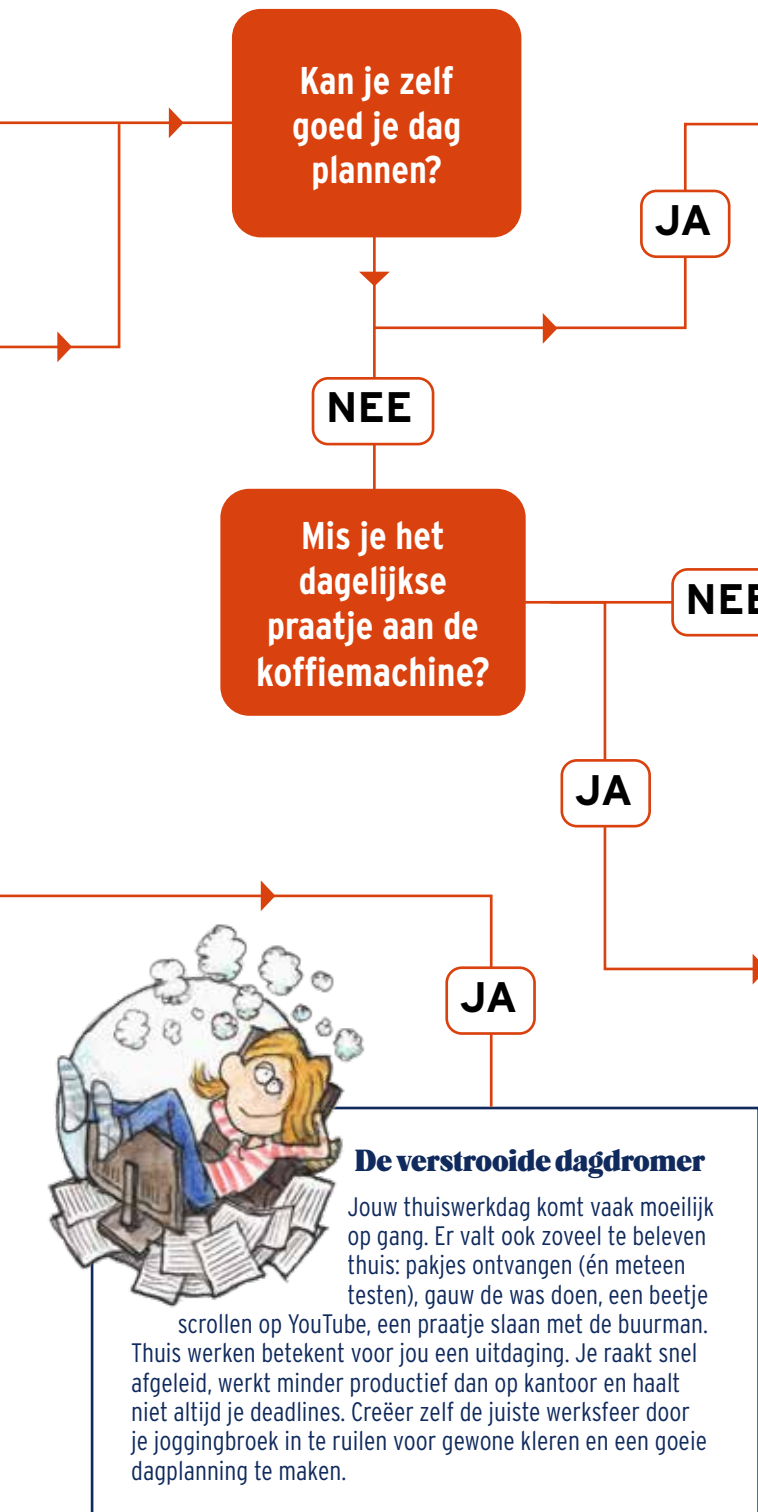 Kan je zelf
goed je dag
plannen?
JA
NEE
Mis je het
dagelijkse
praatje aan de
koffiemachine?
NEE
JA
JA
De verstrooide dagdromer
Jouw thuiswerkdag komt vaak moeilijk
op gang. Er valt ook zoveel te beleven
thuis: pakjes ontvangen (én meteen
testen), gauw de was doen, een beetje
scrollen op YouTube, een praatje slaan met de buurman.
Thuis werken betekent voor jou een uitdaging. Je raakt snel
afgeleid, werkt minder productief dan op kantoor en haalt
niet altijd je deadlines. Creëer zelf de juiste werksfeer door
je joggingbroek in te ruilen voor gewone kleren en een goeie
dagplanning te maken.